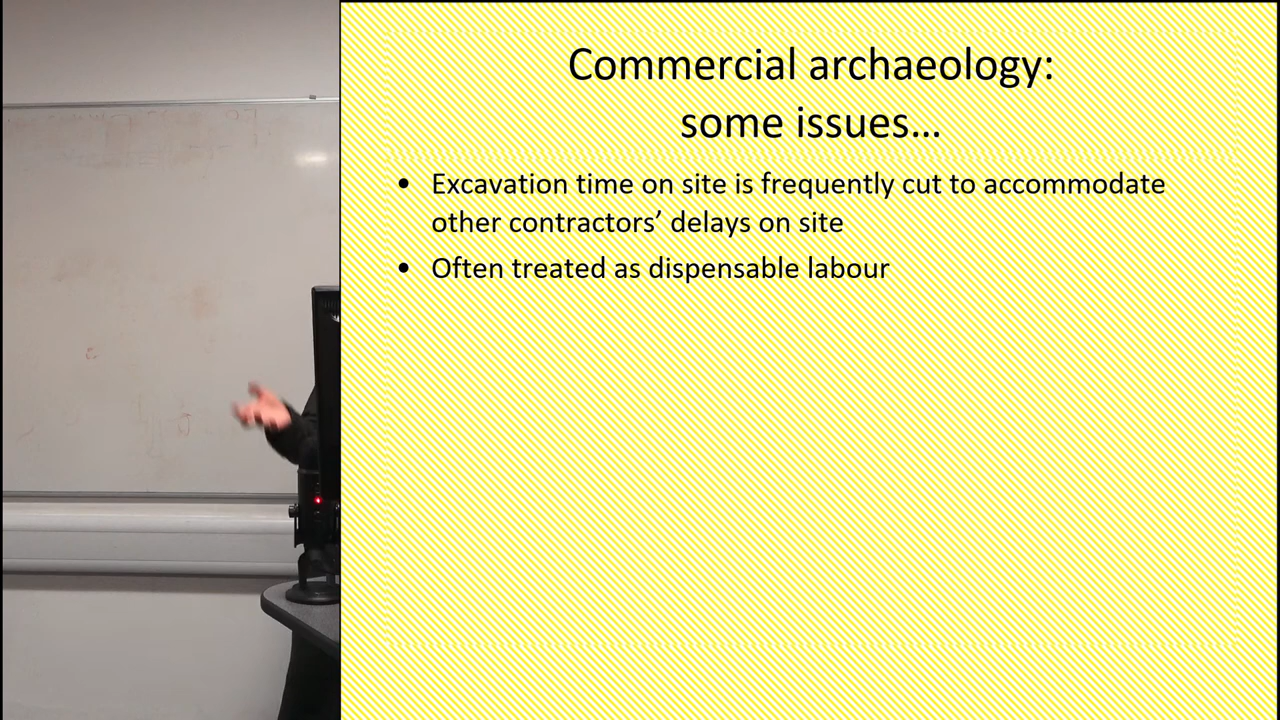 Commercial archaeology:
some issues...
• Excavation time on site is frequently cut to accommodate
other contractors’ delays on site
• Often treated as dispensable labour